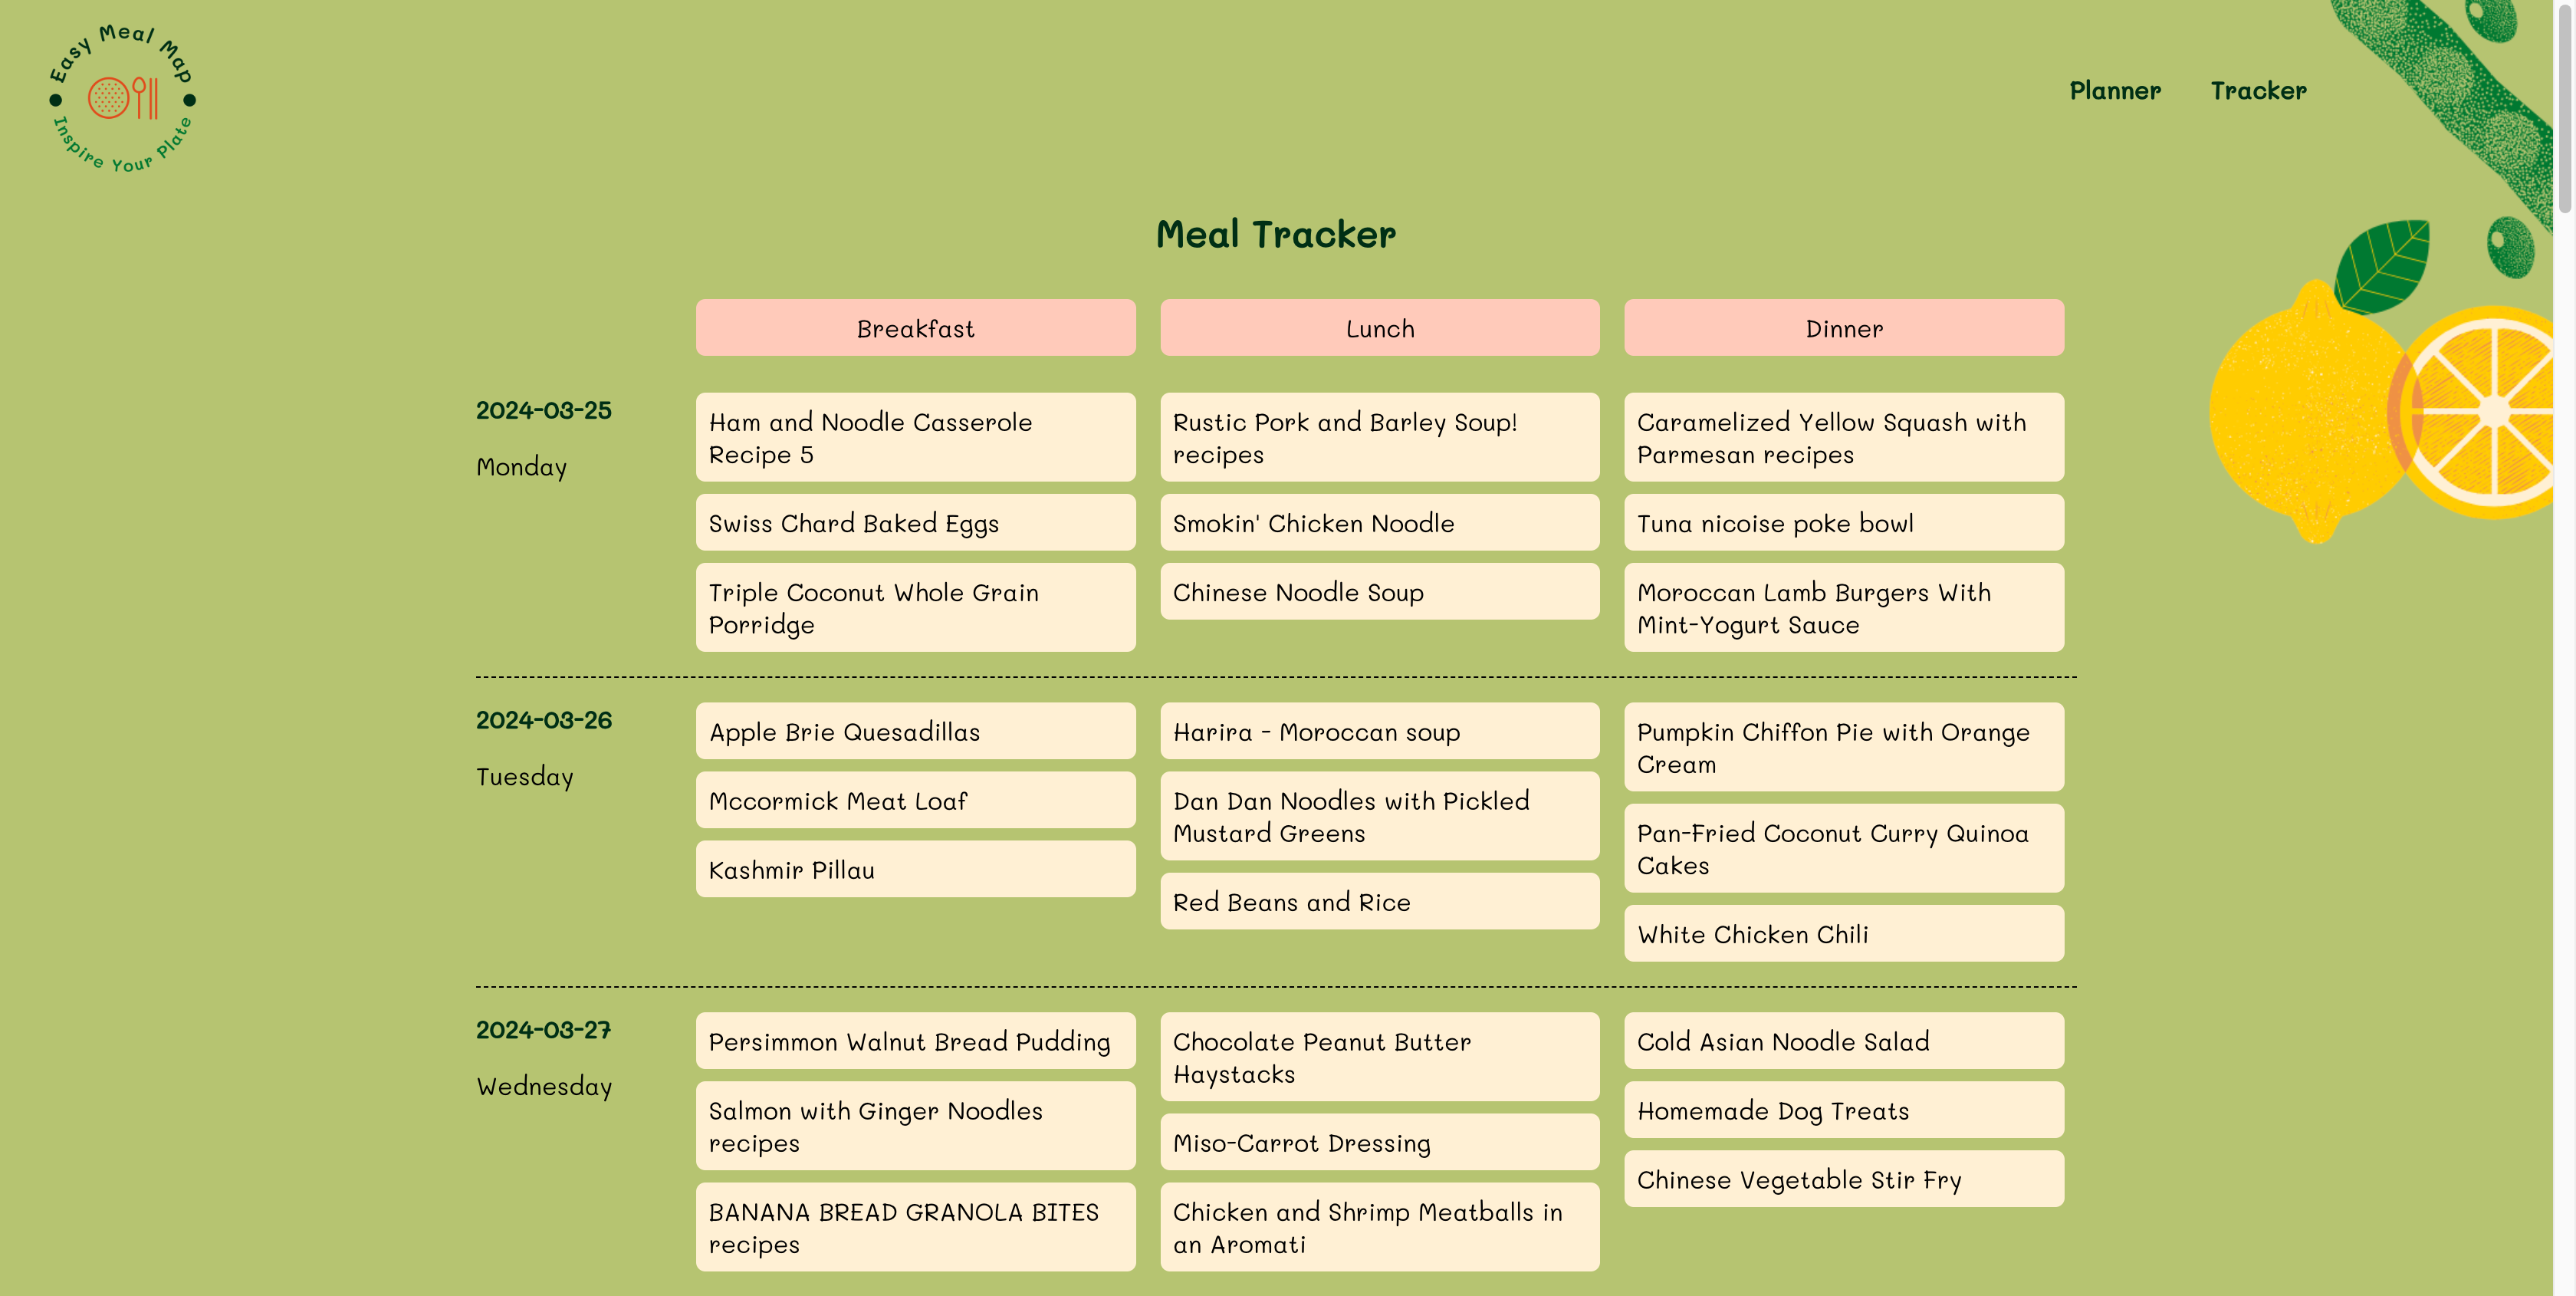 Easy Meal Map
Inspire Your Plate
Planner
Tracker
Meal Tracker
Breakfast
Lunch
Dinner
2024-03-25
Monday
Ham and Noodle Casserole
Recipe 5
Swiss Chard Baked Eggs
Triple Coconut Whole Grain
Porridge
Rustic Pork and Barley Soup!
recipes
Smokin' Chicken Noodle
Chinese Noodle Soup
Caramelized Yellow Squash with
Parmesan recipes
Tuna nicoise poke bowl
Moroccan Lamb Burgers With
Mint-Yogurt Sauce
2024-03-26
Tuesday
Apple Brie Quesadillas
Mccormick Meat Loaf
Kashmir Pillau
Harira - Moroccan soup
Dan Dan Noodles with Pickled
Mustard Greens
Red Beans and Rice
Pumpkin Chiffon Pie with Orange
Cream
Pan-Fried Coconut Curry Quinoa
Cakes
White Chicken Chili
2024-03-27
Wednesday
Persimmon Walnut Bread Pudding
Salmon with Ginger Noodles
recipes
BANANA BREAD GRANOLA BITES
recipes
Chocolate Peanut Butter
Haystacks
Miso-Carrot Dressing
Chicken and Shrimp Meatballs in
an Aromati
Cold Asian Noodle Salad
Homemade Dog Treats
Chinese Vegetable Stir Fry